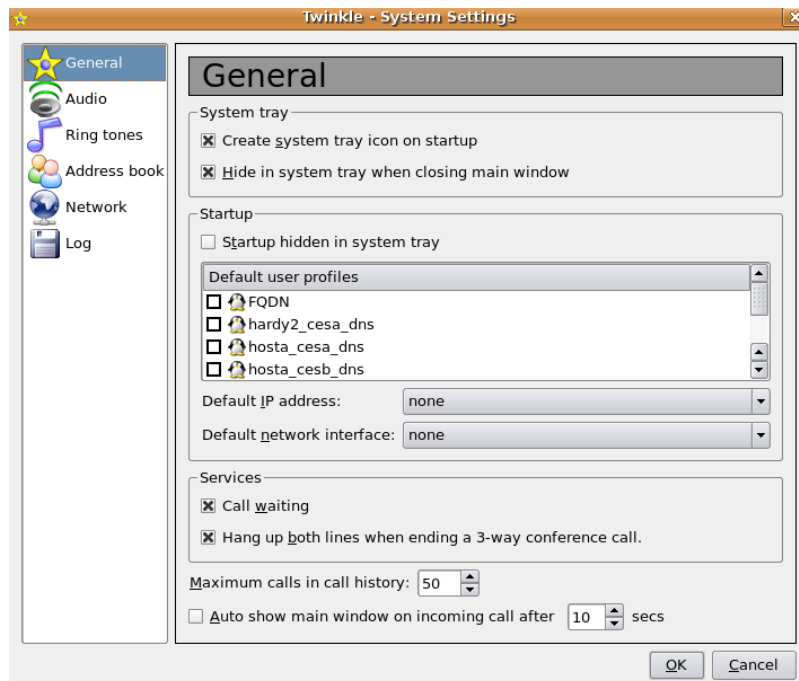 Twinkle - System Settings
General
Audio
Ring tones
Address book
Network
Log
General
System tray
Create system tray icon on startup
Hide in system tray when closing main window
Startup
Startup hidden in system tray
Default user profiles
FQDN
hardy2_cesa_dns
hosta_cesa_dns
hosta_cesb_dns
Default IP address: none
Default network interface: none
Services
Call waiting
Hang up both lines when ending a 3-way conference call.
Maximum calls in call history: 50
Auto show main window on incoming call after 10 secs
OK Cancel